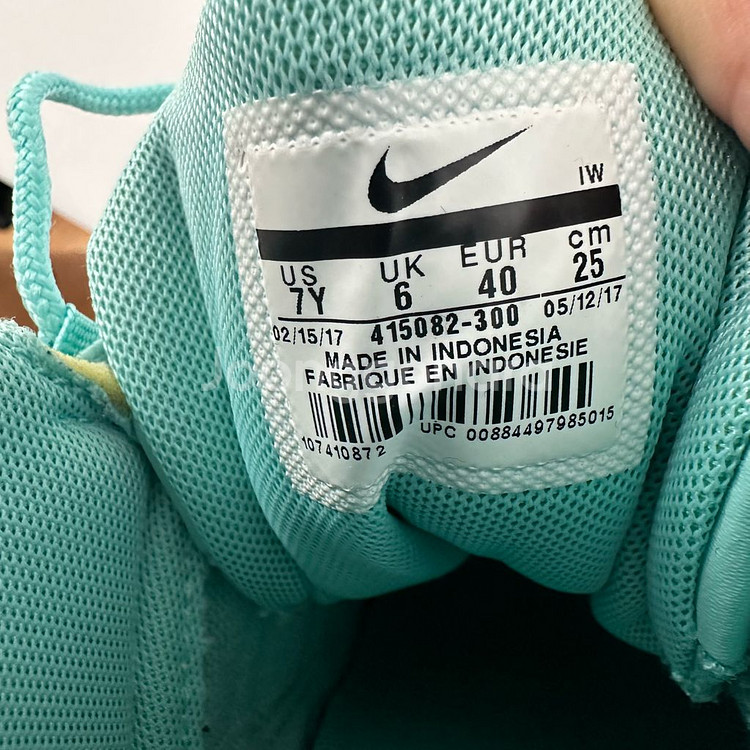 IW
US UK EUR cm
7Y 6 40 25
02/15/17 415082-300 05/12/17
MADE IN INDONESIA
FABRIQUE EN INDONESIE
107410872 UPC 00884497985015